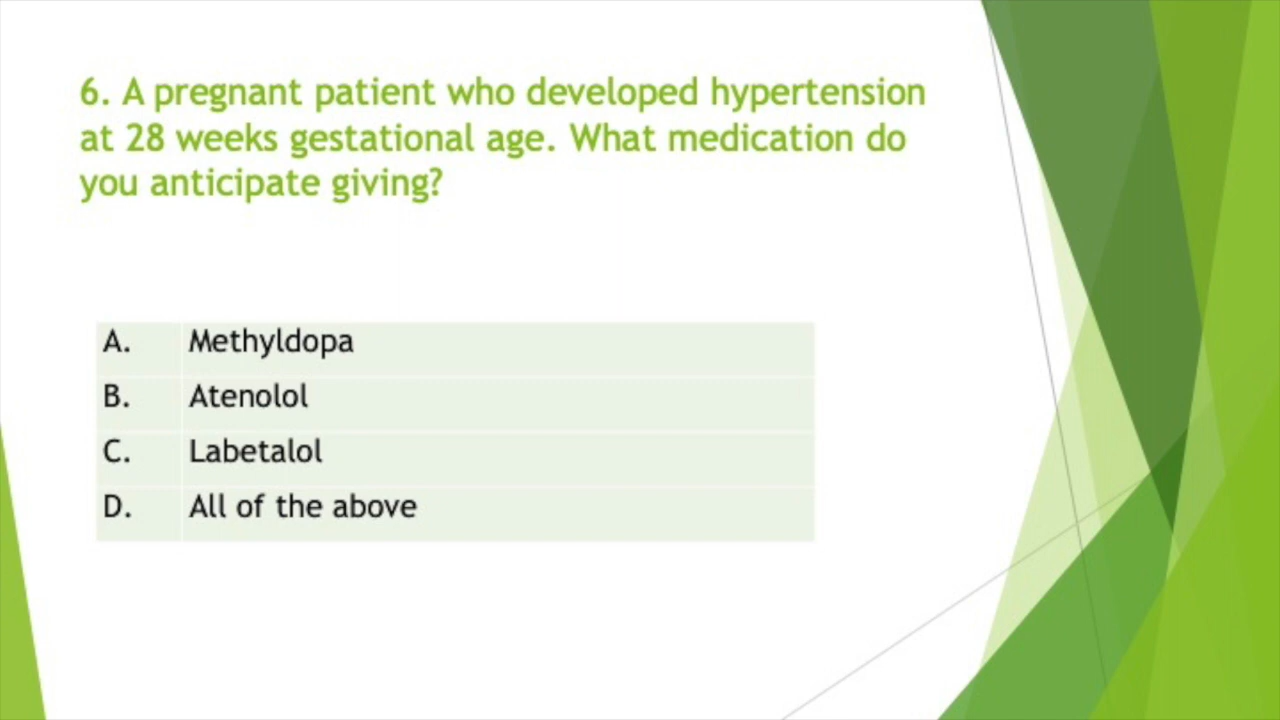 6. A pregnant patient who developed hypertension
at 28 weeks gestational age. What medication do
you anticipate giving?
A. Methyldopa
B. Atenolol
C. Labetalol
D. All of the above